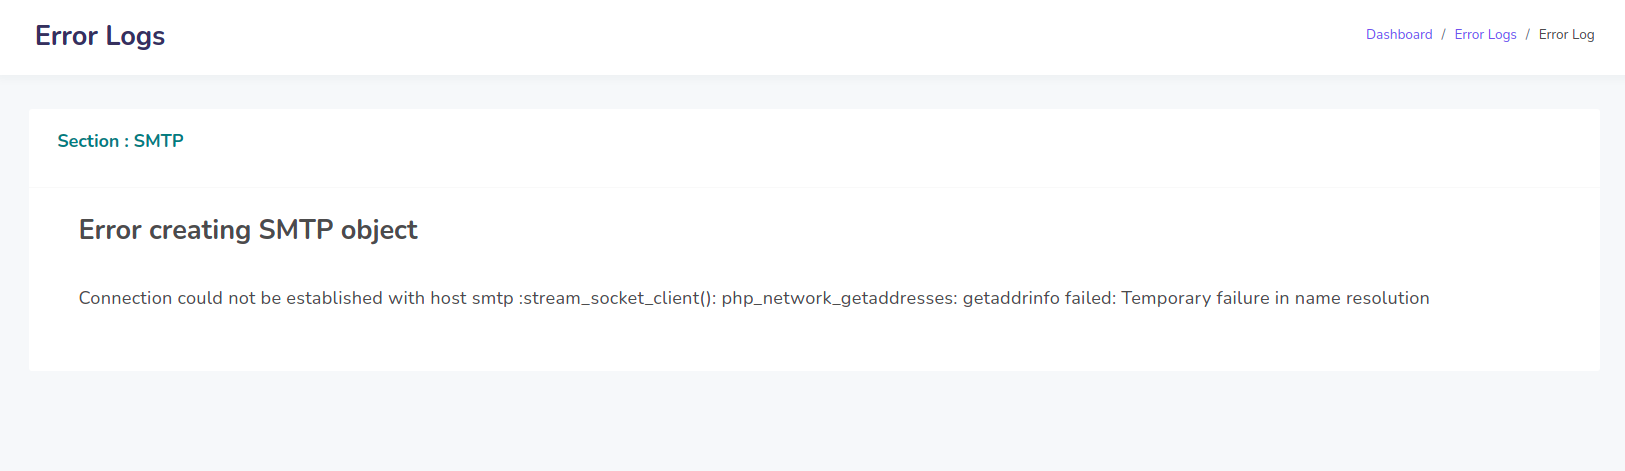 Error Logs
Dashboard / Error Logs / Error Log
Section : SMTP
Error creating SMTP object
Connection could not be established with host smtp :stream_socket_client(): php_network_getaddresses: getaddrinfo failed: Temporary failure in name resolution